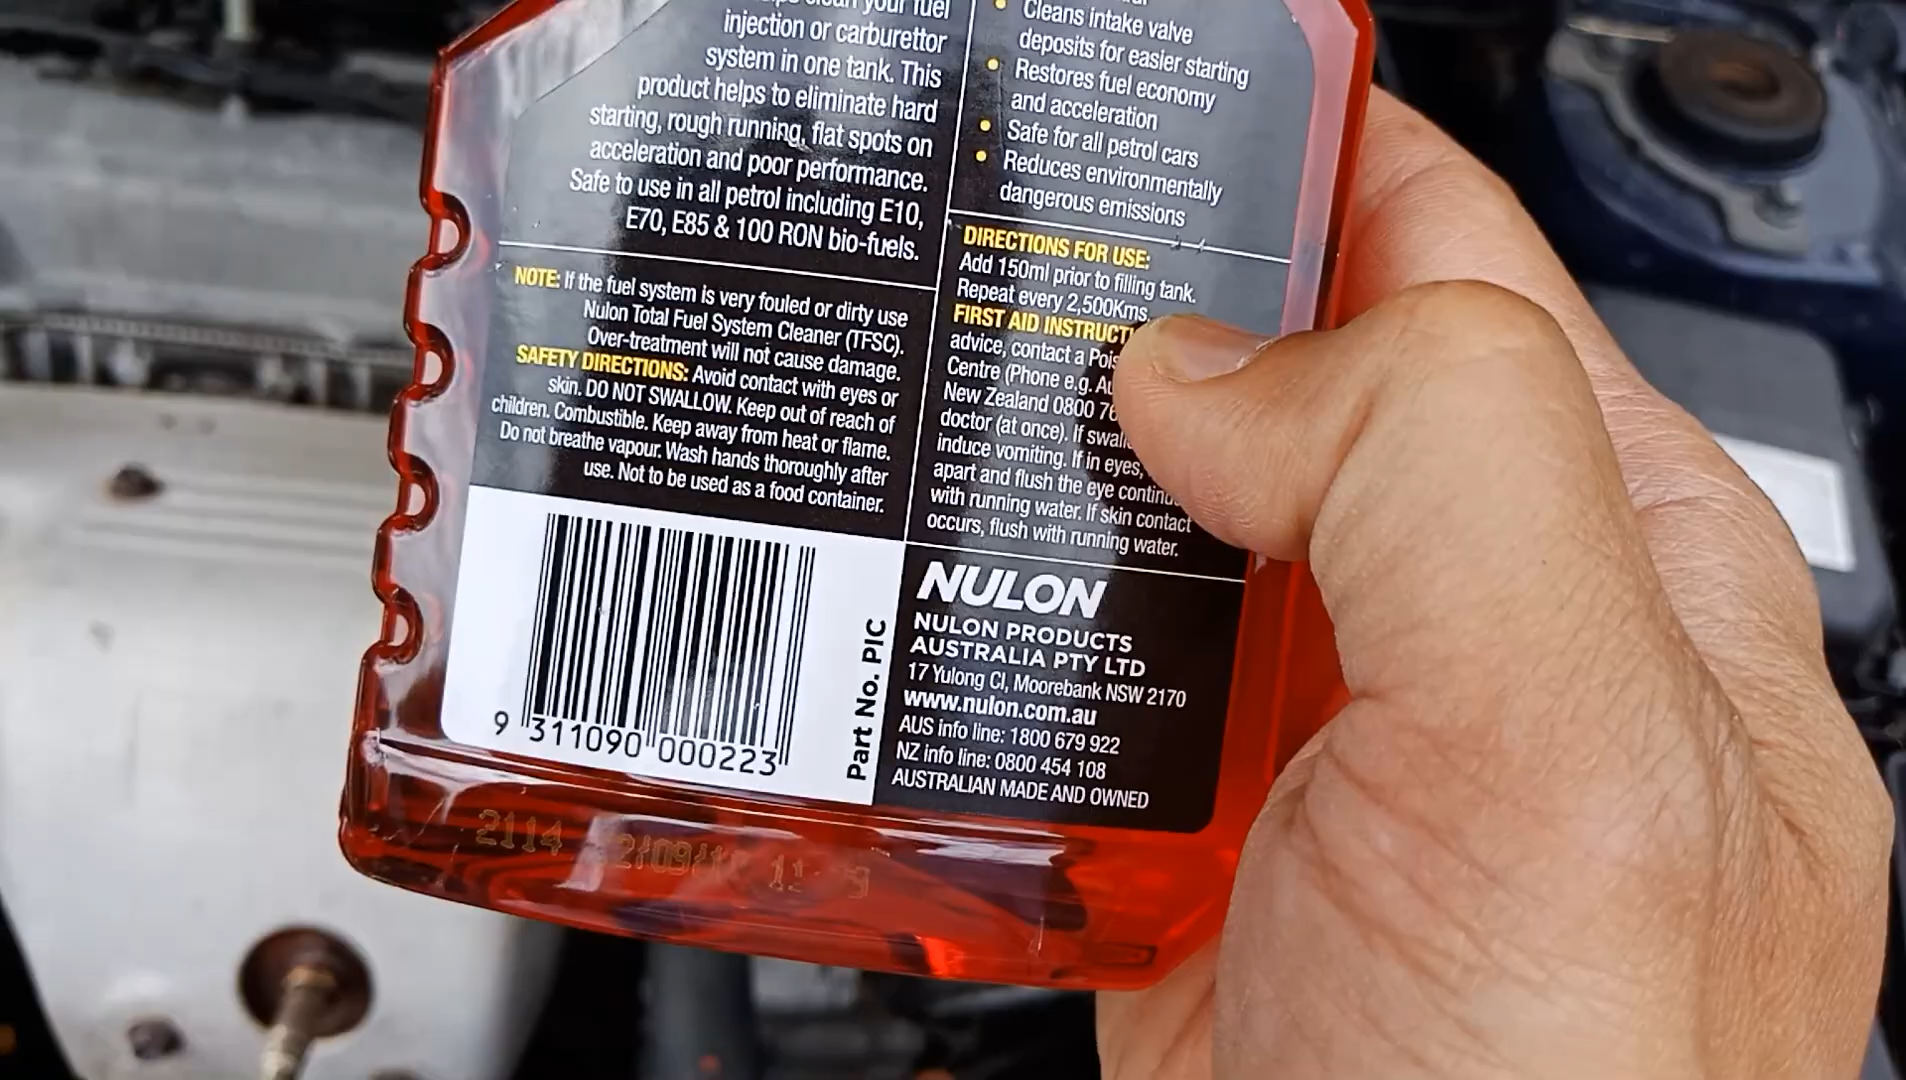 clean your fuel
injection or carburettor
system in one tank. This
product helps to eliminate hard
starting, rough running, flat spots on
acceleration and poor performance.
Safe to use in all petrol including E10,
E70, E85 & 100 RON bio-fuels.
NOTE: If the fuel system is very fouled or dirty use
Nulon Total Fuel System Cleaner (TFSC).
Over-treatment will not cause damage.
SAFETY DIRECTIONS: Avoid contact with eyes or
skin. DO NOT SWALLOW. Keep out of reach of
children. Combustible. Keep away from heat or flame.
Do not breathe vapour. Wash hands thoroughly after
use. Not to be used as a food container.
9 311090 000223
Part No. PIC
Cleans intake valve
deposits for easier starting
Restores fuel economy
and acceleration
Safe for all petrol cars
Reduces environmentally
dangerous emissions
DIRECTIONS FOR USE:
Add 150ml prior to filling tank.
Repeat every 2,500Kms.
FIRST AID
advice, contact a
Centre (Phone e.g.
New Zealand 0800
doctor (at once). If
induce vomiting. If in eyes,
apart and flush the eye
with running water. If skin contact
occurs, flush with running water.
NULON
NULON PRODUCTS
AUSTRALIA PTY LTD
17 Yulong Cl, Moorebank NSW 2170
www.nulon.com.au
AUS info line: 1800 679 922
NZ info line: 0800 454 108
AUSTRALIAN MADE AND OWNED
2114